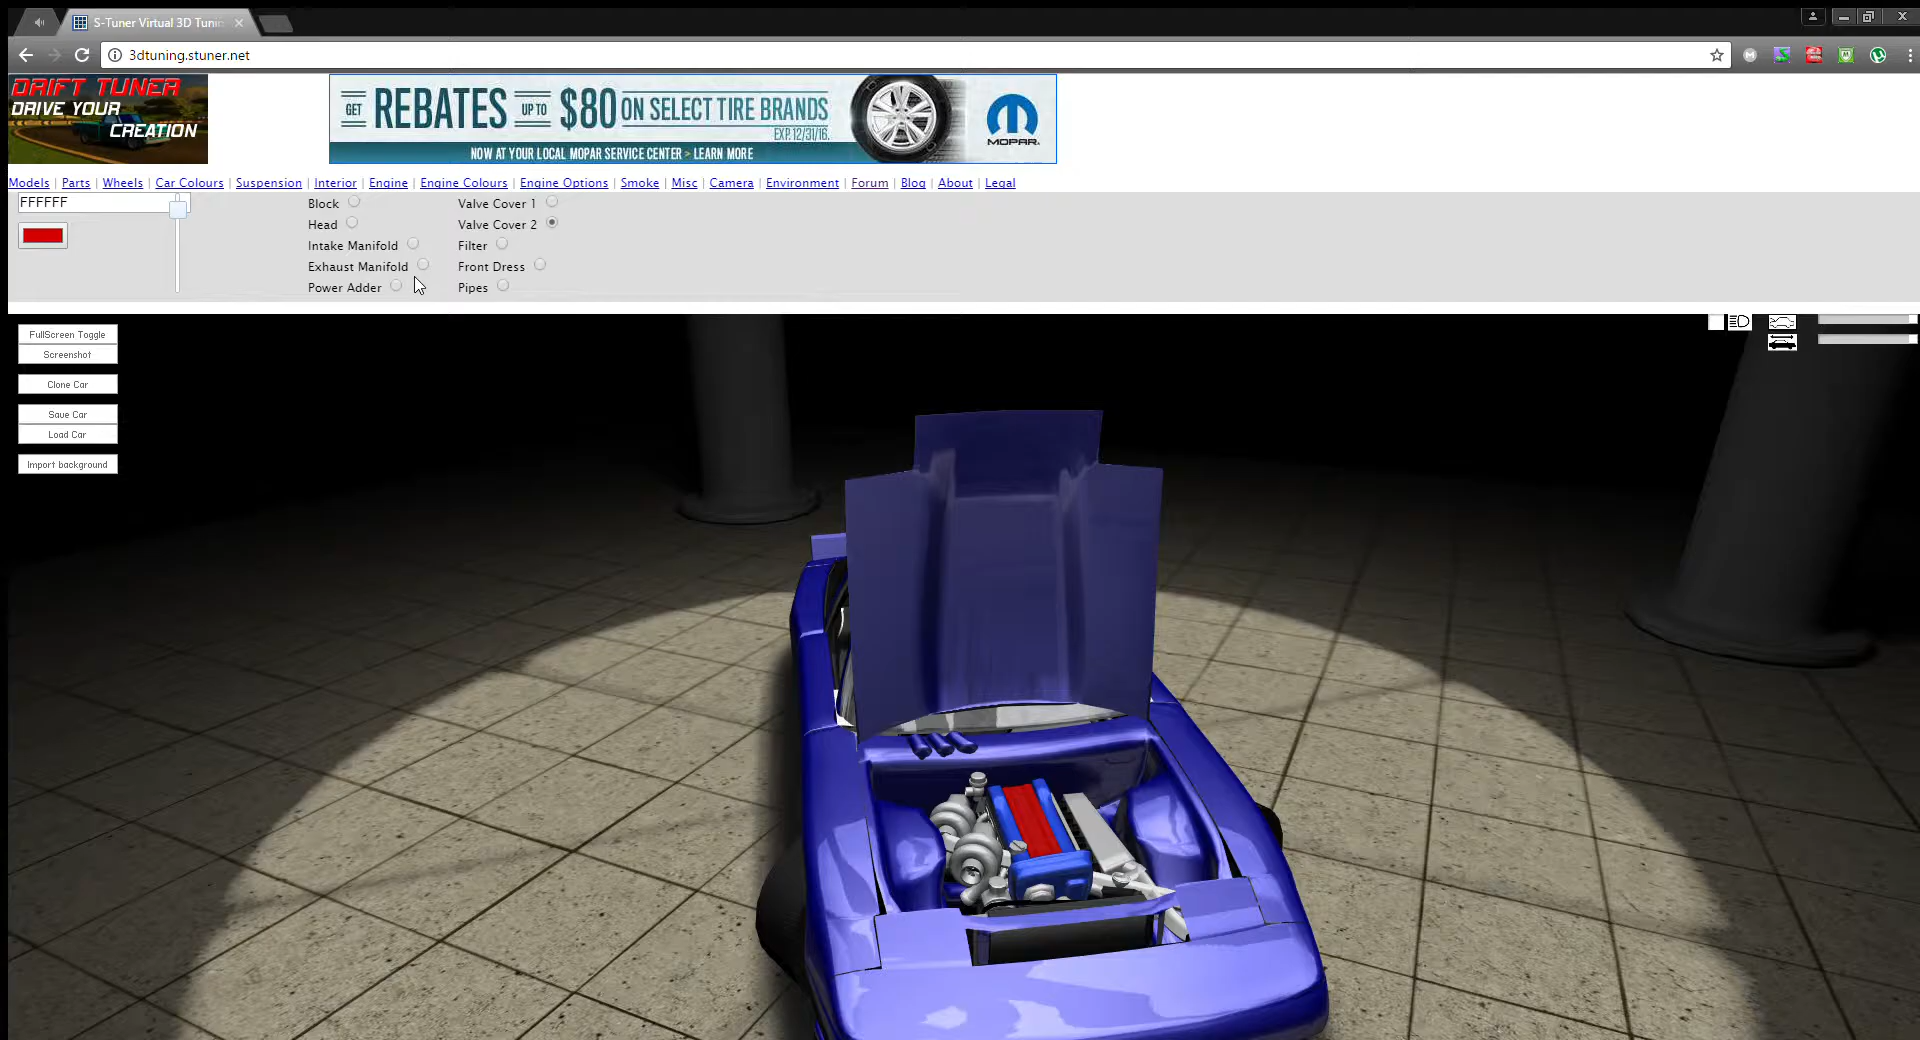 S-Tuner Virtual 3D Tuni
3dtuning.stuner.net
DRIFT TUNER
DRIVE YOUR
CREATION
GET REBATES UP TO $80 ON SELECT TIRE BRANDS
EXP. 12/31/16.
NOW AT YOUR LOCAL MOPAR SERVICE CENTER > LEARN MORE
MOPAR
Models | Parts | Wheels | Car Colours | Suspension | Interior | Engine | Engine Colours | Engine Options | Smoke | Misc | Camera | Environment | Forum | Blog | About | Legal
FFFFFF
Block
Head
Intake Manifold
Exhaust Manifold
Power Adder
Valve Cover 1
Valve Cover 2
Filter
Front Dress
Pipes
FullScreen Toggle
Screenshot
Clone Car
Save Car
Load Car
Import background